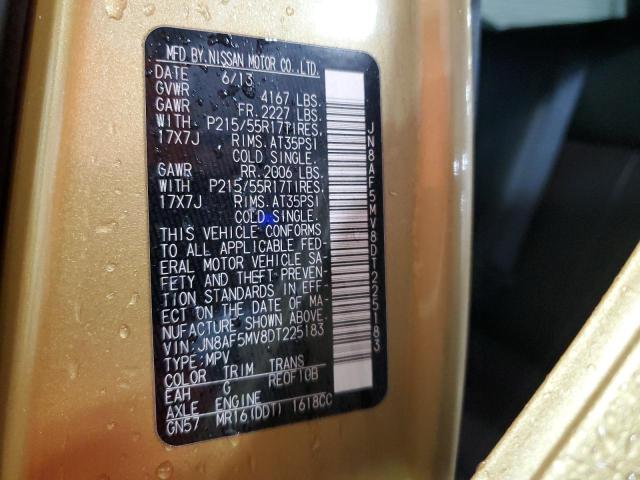 MFD BY.NISSAN MOTOR CO.,LTD.
DATE 6/13
GVWR 4167 LBS.
GAWR FR. 2227 LBS.
WITH P215/55R17TIRES,
17X7J RIMS.AT35PSI
COLD SINGLE.
GAWR RR. 2006 LBS.
WITH P215/55R17TIRES,
17X7J RIMS.AT35PSI
COLD SINGLE.
THIS VEHICLE CONFORMS
TO ALL APPLICABLE FED-
ERAL MOTOR VEHICLE SA-
FETY AND THEFT PREVEN-
TION STANDARDS IN EFF-
ECT ON THE DATE OF MA-
NUFACTURE SHOWN ABOVE.
VIN: JN8AF5MV8DT225183
TYPE: MPV
COLOR TRIM TRANS
EAH G RE0F10B
AXLE ENGINE
GN57 MR16(DDT) 1618CC
JN8AF5MV8DT225183